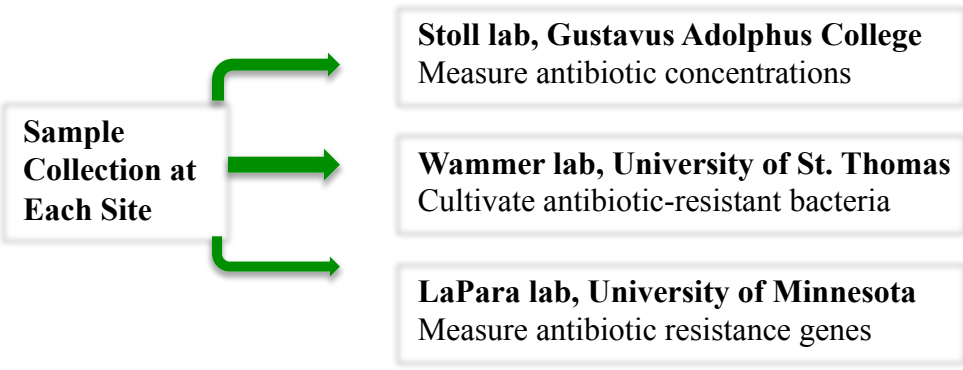 Sample
Collection at
Each Site
Stoll lab, Gustavus Adolphus College
Measure antibiotic concentrations
Wammer lab, University of St. Thomas
Cultivate antibiotic-resistant bacteria
LaPara lab, University of Minnesota
Measure antibiotic resistance genes